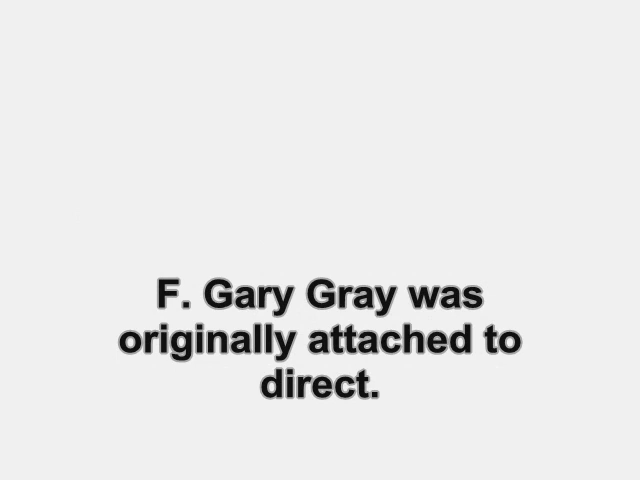 F. Gary Gray was
originally attached to
direct.